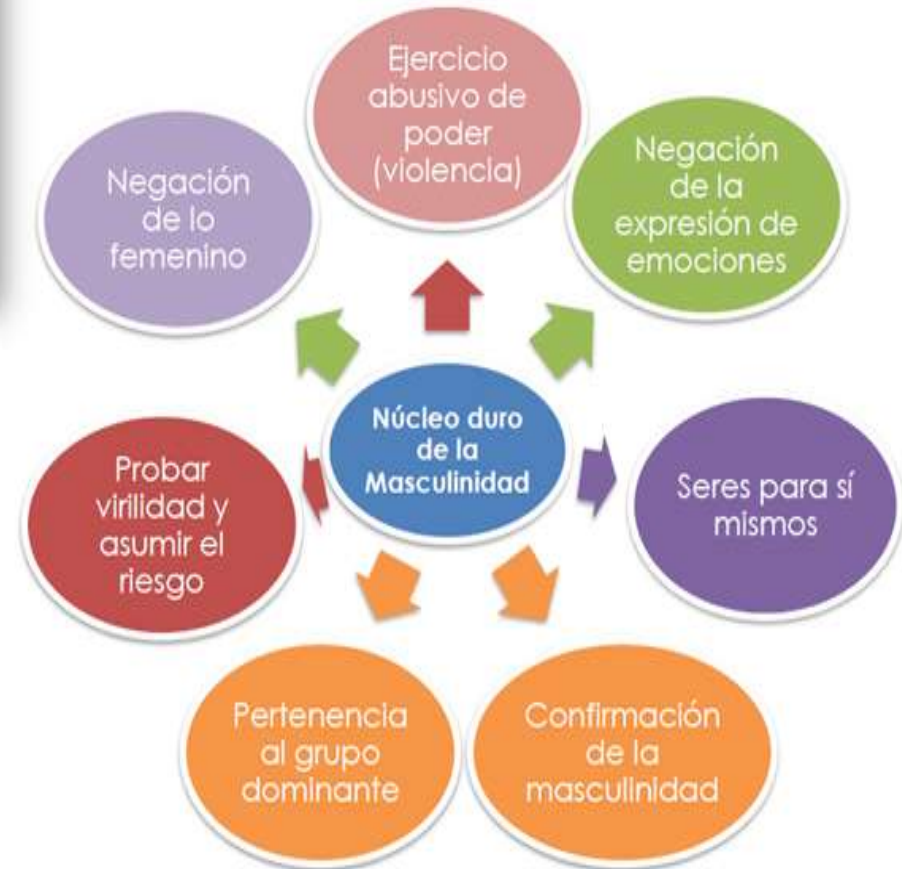 Ejercicio
abusivo de
poder
(violencia)
Negación
de la
expresión de
emociones
Seres para sí
mismos
Confirmación
de la
masculinidad
Pertenencia
al grupo
dominante
Probar
virilidad y
asumir el
riesgo
Negación
de lo
femenino
Núcleo duro
de la
Masculinidad